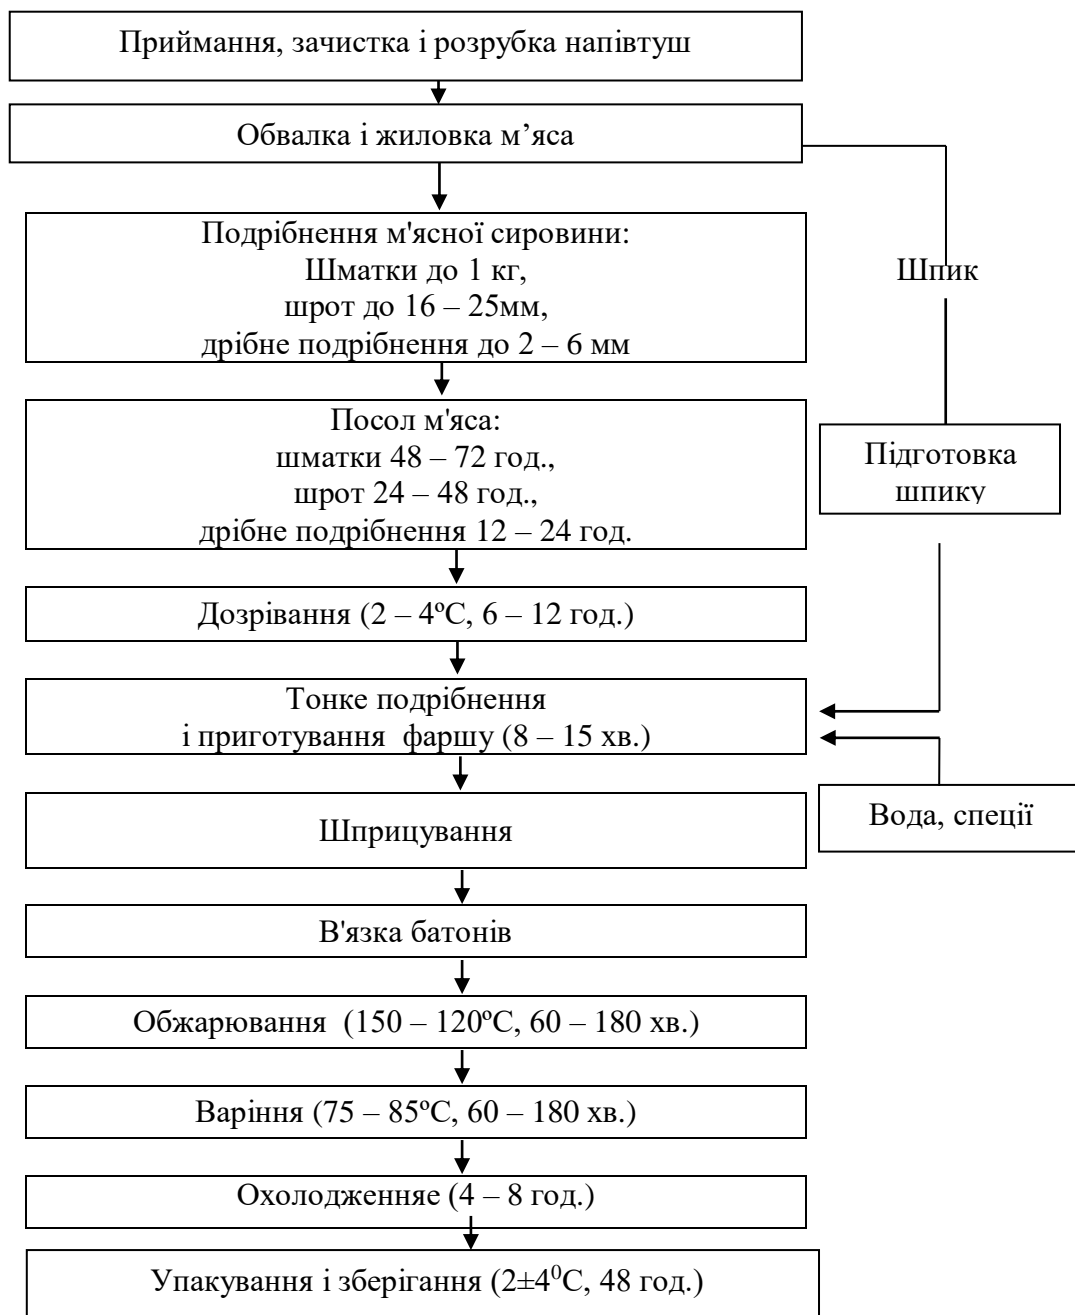 Приймання, зачистка і розрубка напівтуш
Обвалка і жиловка м’яса
Подрібнення м'ясної сировини:
Шматки до 1 кг,
шрот до 16 – 25мм,
дрібне подрібнення до 2 – 6 мм
Шпик
Посол м'яса:
шматки 48 – 72 год.,
шрот 24 – 48 год.,
дрібне подрібнення 12 – 24 год.
Підготовка
шпику
Дозрівання (2 – 4ºС, 6 – 12 год.)
Тонке подрібнення
і приготування фаршу (8 – 15 хв.)
Вода, спеції
Шприцування
В'язка батонів
Обжарювання (150 – 120ºС, 60 – 180 хв.)
Варіння (75 – 85ºС, 60 – 180 хв.)
Охолодженняе (4 – 8 год.)
Упакування і зберігання (2±4⁰С, 48 год.)